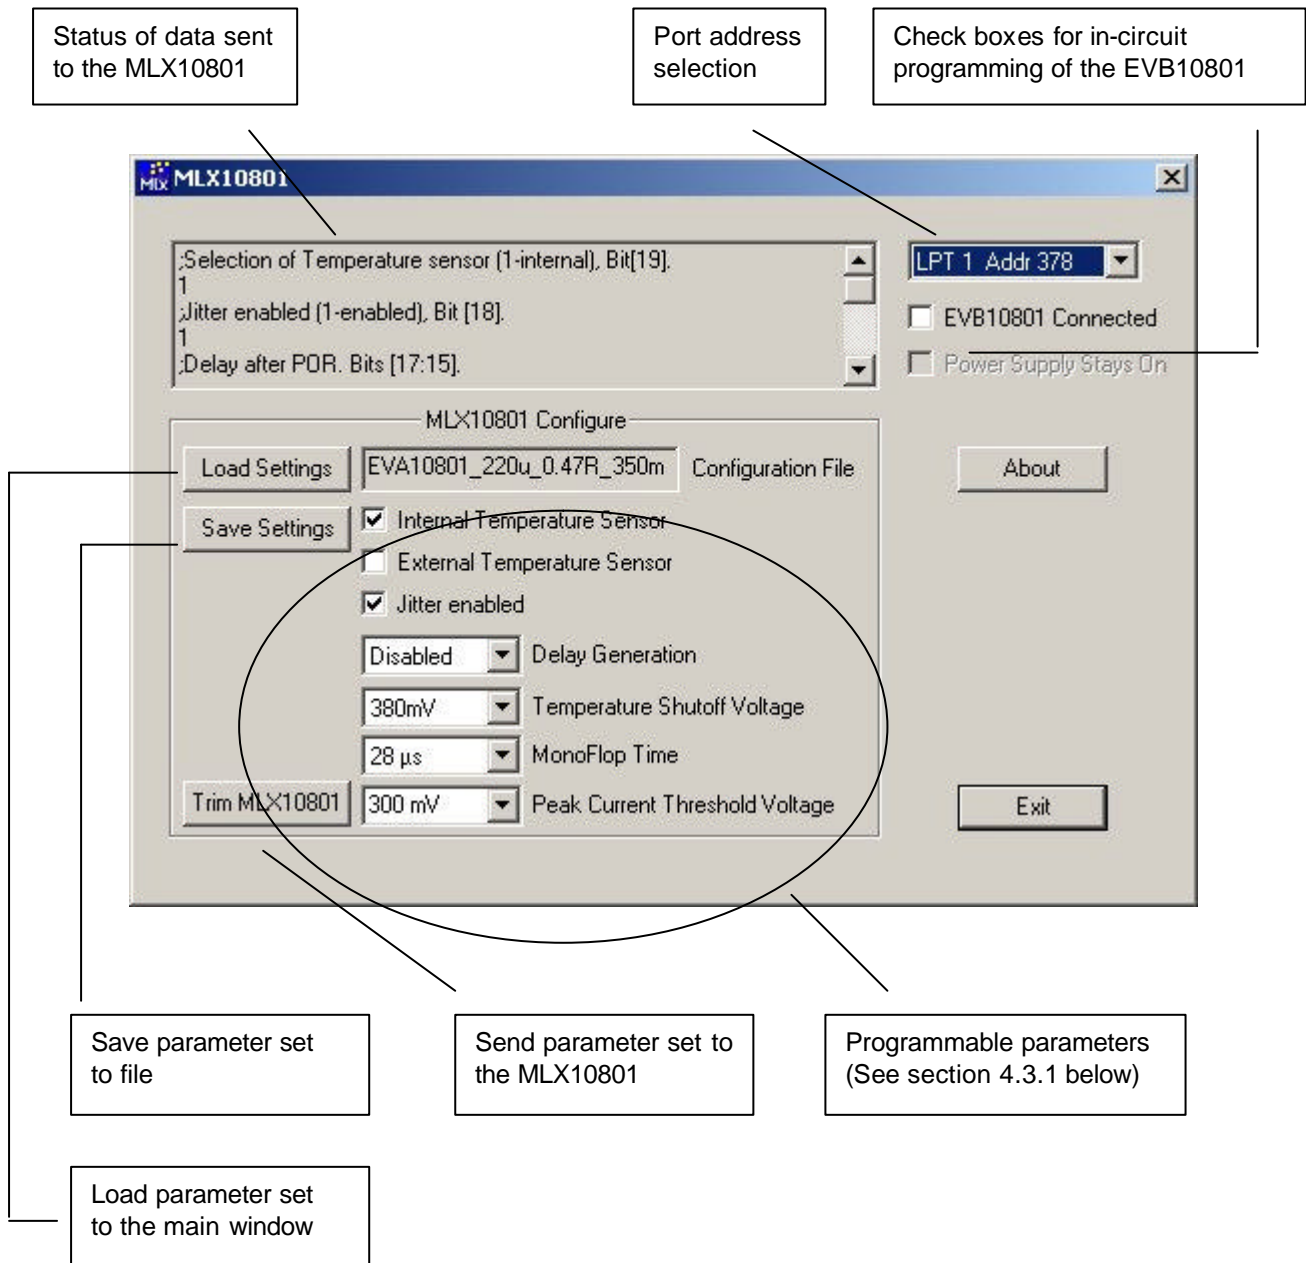 Status of data sent
to the MLX10801
Port address
selection
Check boxes for in-circuit
programming of the EVB10801
Mlx MLX10801
;Selection of Temperature sensor (1-internal), Bit[19].
1
;Jitter enabled (1-enabled), Bit [18].
1
;Delay after POR. Bits [17:15].
LPT 1 Addr 378
EVB10801 Connected
Power Supply Stays On
MLX10801 Configure
Load Settings
EVA10801_220u_0.47R_350m
Configuration File
About
Save Settings
Internal Temperature Sensor
External Temperature Sensor
Jitter enabled
Disabled
Delay Generation
380mV
Temperature Shutoff Voltage
28 µs
MonoFlop Time
Trim MLX10801
300 mV
Peak Current Threshold Voltage
Exit
Save parameter set
to file
Send parameter set to
the MLX10801
Programmable parameters
(See section 4.3.1 below)
Load parameter set
to the main window